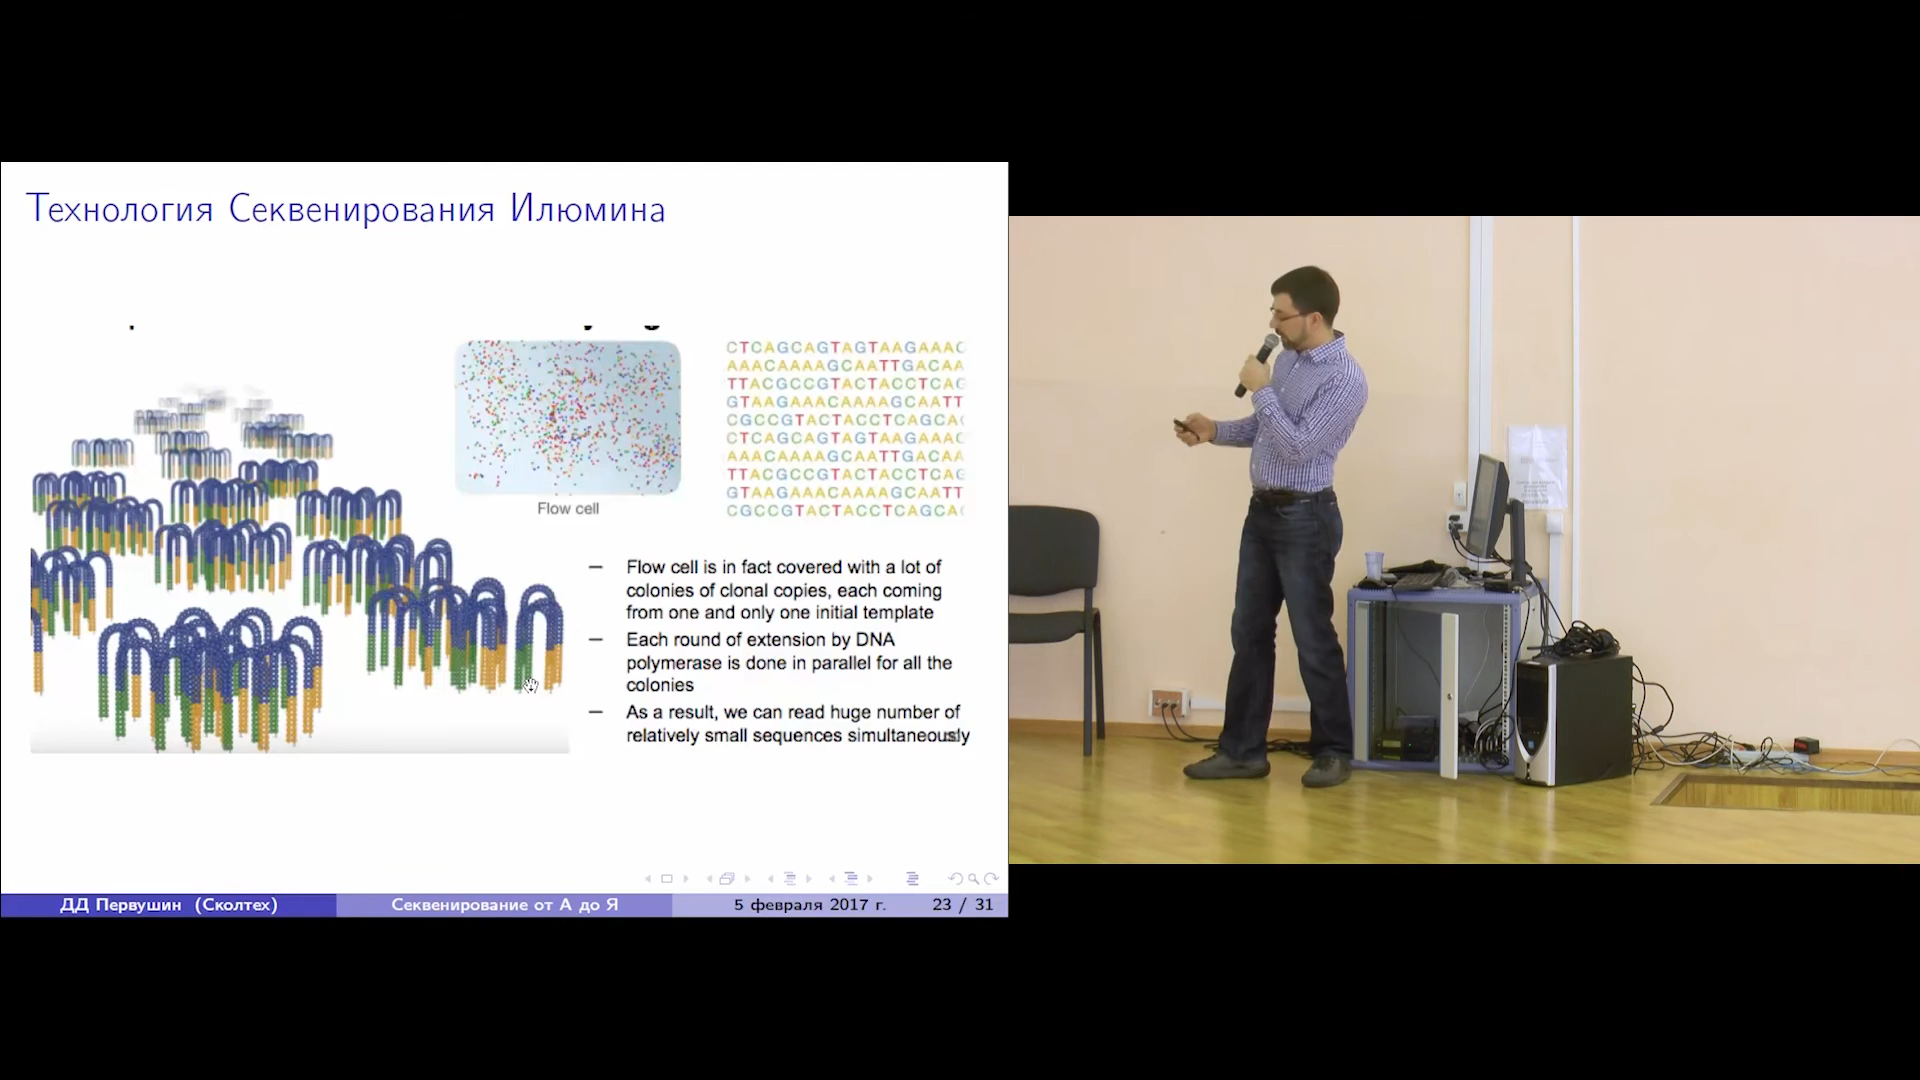 Технология Секвенирования Илюмина
CTCAGCAGTAGTAAGAAAC
AAACAAAAGCAATTGACAA
TTACGCCGTACTACCTCAG
GTAAGAAACAAAAGCAATT
CGCCGTACTACCTCAGCA
CTCAGCAGTAGTAAGAAAC
AAACAAAAGCAATTGACAA
TTACGCCGTACTACCTCAG
GTAAGAAACAAAAGCAATT
CGCCGTACTACCTCAGCA
Flow cell
— Flow cell is in fact covered with a lot of
colonies of clonal copies, each coming
from one and only one initial template
— Each round of extension by DNA
polymerase is done in parallel for all the
colonies
— As a result, we can read huge number of
relatively small sequences simultaneously
ДД Первушин (Сколтех) Секвенирование от А до Я 5 февраля 2017 г. 23 / 31